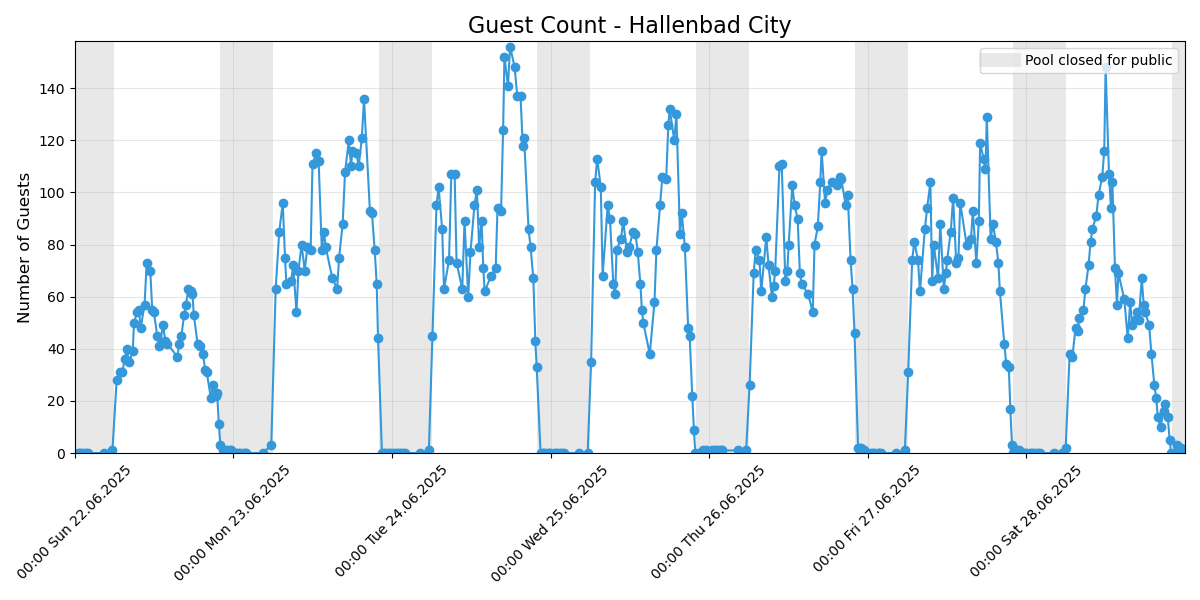 Guest Count - Hallenbad City
Pool closed for public
Number of Guests
140
120
100
80
60
40
20
0
00:00 Sun 22.06.2025
00:00 Mon 23.06.2025
00:00 Tue 24.06.2025
00:00 Wed 25.06.2025
00:00 Thu 26.06.2025
00:00 Fri 27.06.2025
00:00 Sat 28.06.2025